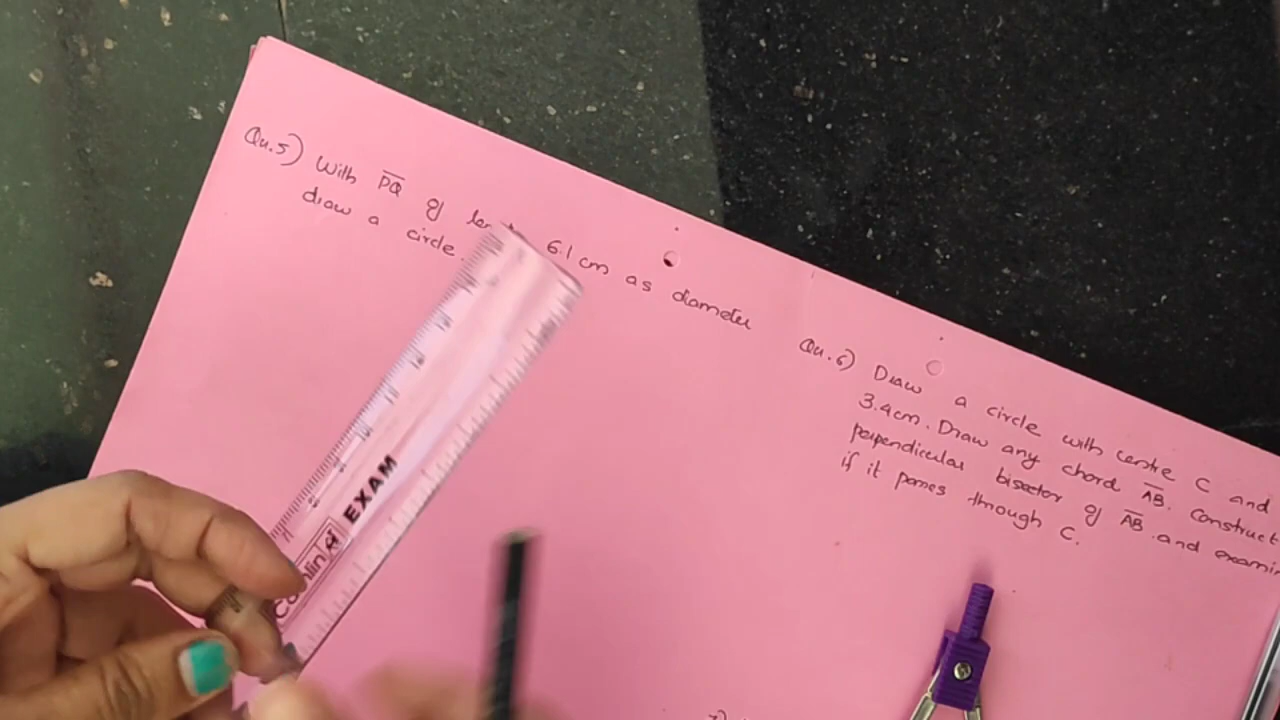 Qu.5) With PQ of 6.1 cm as diameter
draw a circle.
Qu.6) Draw a circle with centre C and
3.4cm. Draw any chord AB. Construct
perpendicular bisector of AB and
if it passes through C.
EXAM